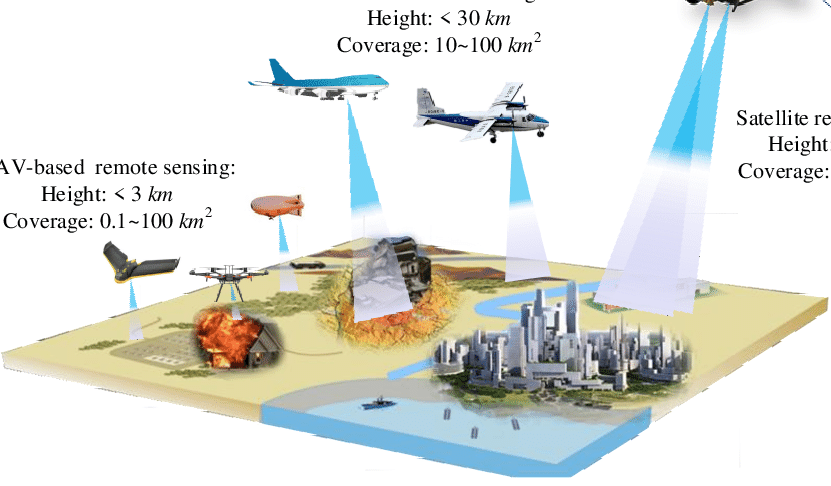 Height: < 30 km
Coverage: 10~100 km²
Satellite re
Height
Coverage:
AV-based remote sensing:
Height: < 3 km
Coverage: 0.1~100 km²